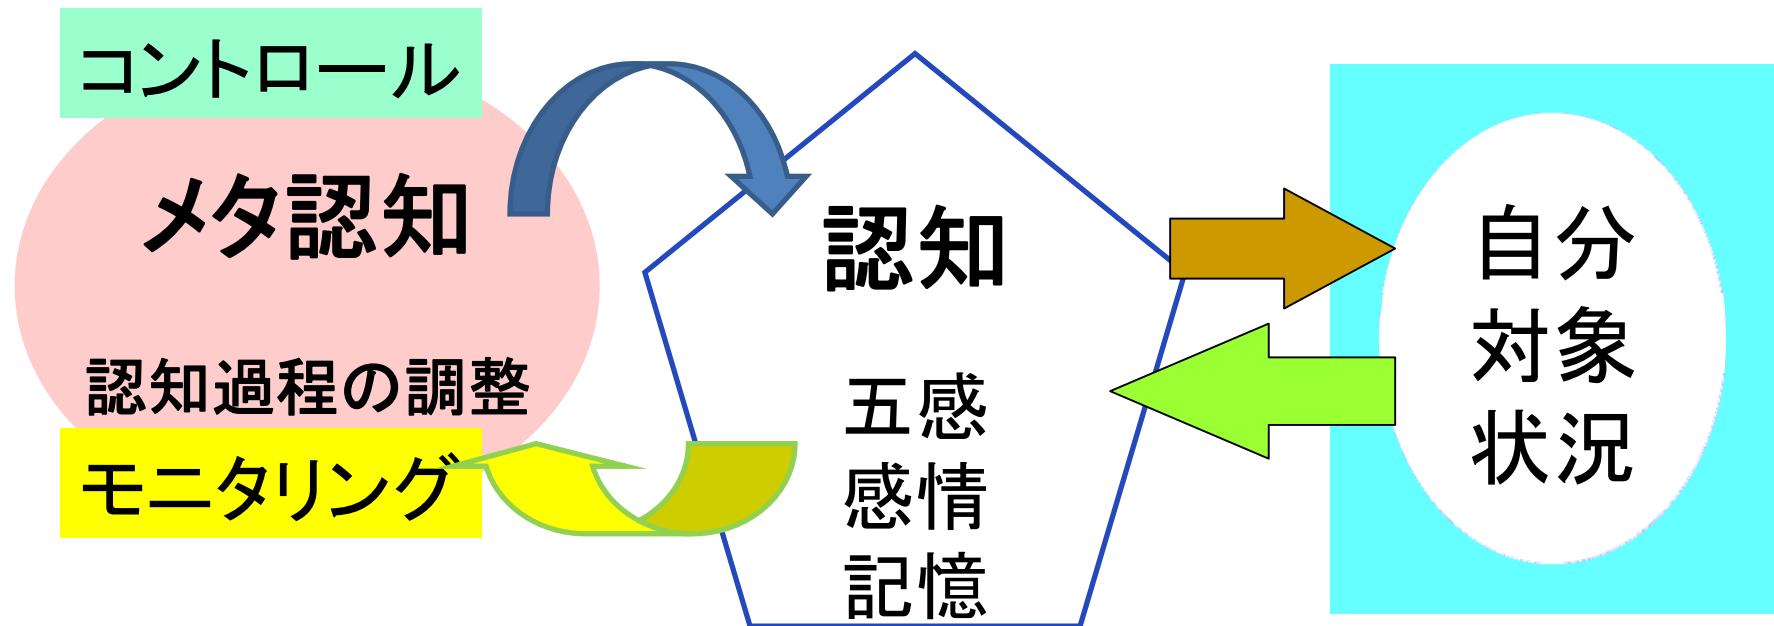 コントロール
メタ認知
認知過程の調整
モニタリング
認知
五感
感情
記憶
自分
対象
状況